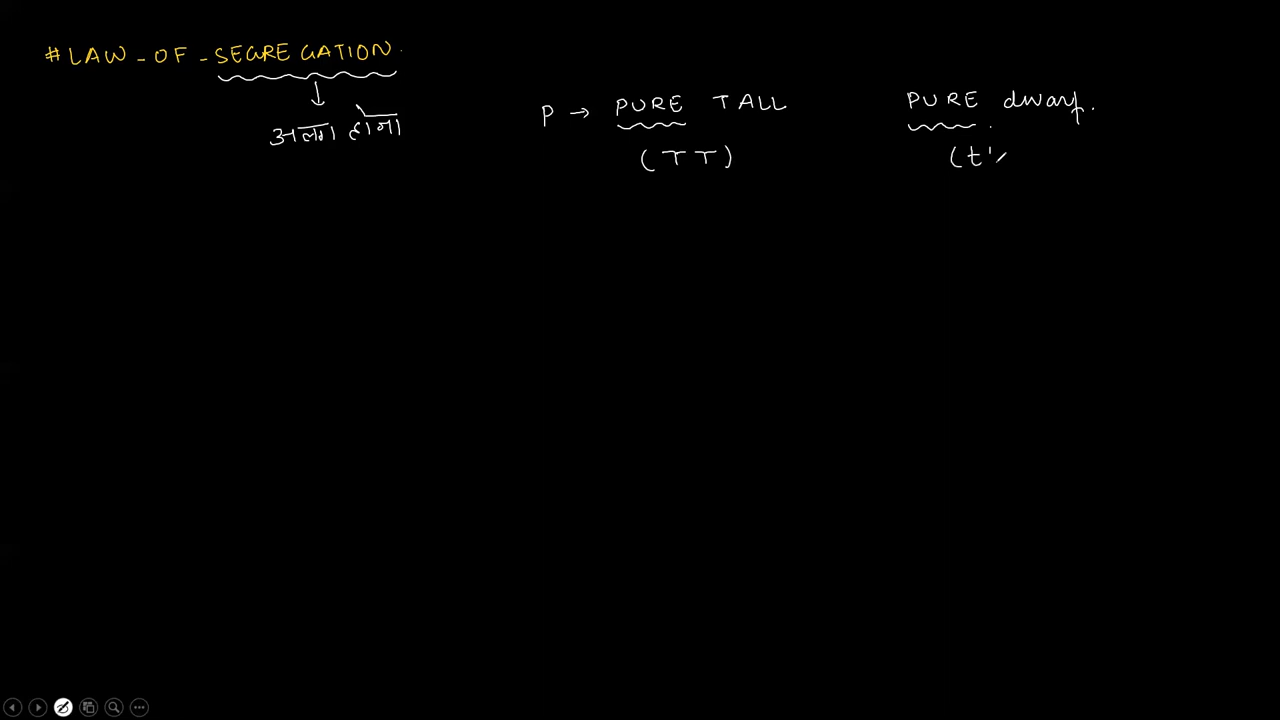 #LAW-OF-SEGREGATION.
अलग होना
P → PURE TALL PURE dwarf.
(TT) (t